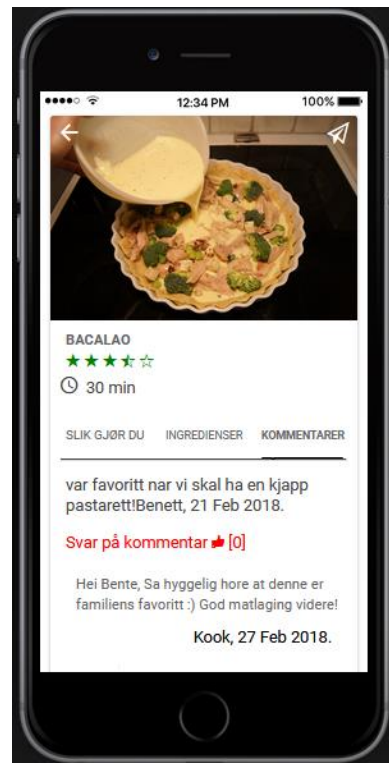 12:34 PM
100%
BACALAO
30 min
SLIK GJØR DU INGREDIENSER KOMMENTARER
var favoritt nar vi skal ha en kjapp
pastarett!Benett, 21 Feb 2018.
Svar på kommentar [0]
Hei Bente, Sa hyggelig hore at denne er
familiens favoritt :) God matlaging videre!
Kook, 27 Feb 2018.